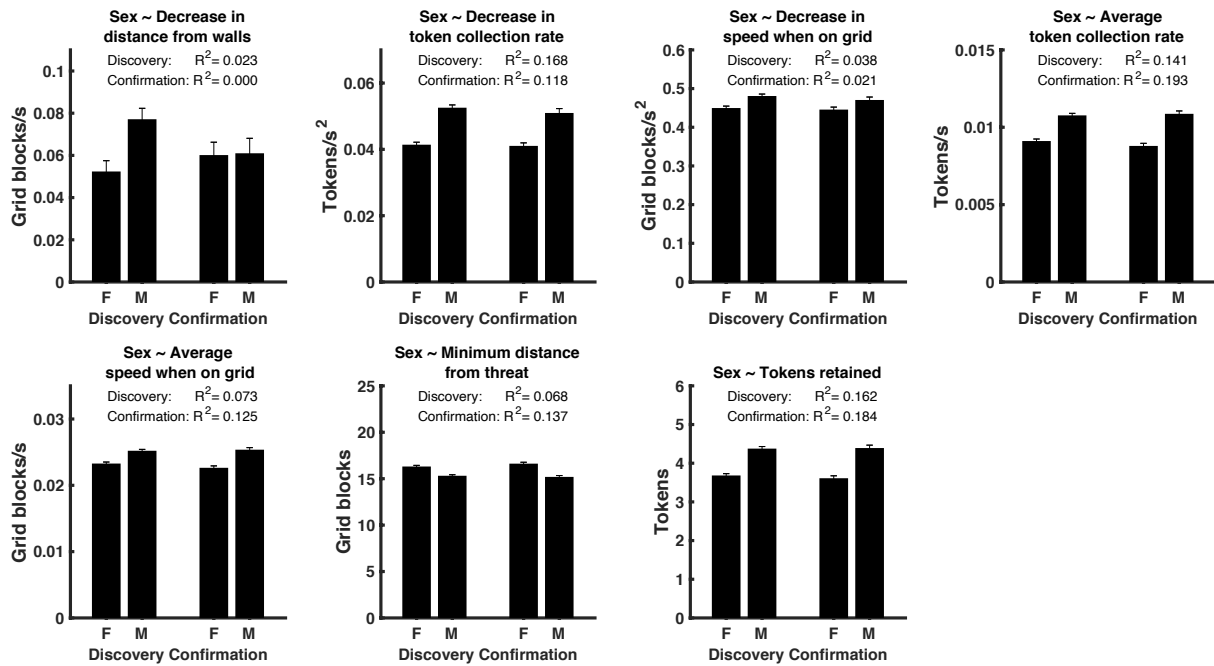 Sex ~ Decrease in
distance from walls
Discovery: R²= 0.023
Confirmation: R²= 0.000
Grid blocks/s
0.1
0.08
0.06
0.04
0.02
0
F M F M
Discovery Confirmation
Sex ~ Decrease in
token collection rate
Discovery: R²= 0.168
Confirmation: R²= 0.118
Tokens/s²
0.06
0.04
0.02
0
F M F M
Discovery Confirmation
Sex ~ Decrease in
speed when on grid
Discovery: R²= 0.038
Confirmation: R²= 0.021
Grid blocks/s²
0.6
0.5
0.4
0.3
0.2
0.1
0
F M F M
Discovery Confirmation
Sex ~ Average
token collection rate
Discovery: R²= 0.141
Confirmation: R²= 0.193
Tokens/s
0.015
0.01
0.005
0
F M F M
Discovery Confirmation
Sex ~ Average
speed when on grid
Discovery: R²= 0.073
Confirmation: R²= 0.125
Grid blocks/s
0.03
0.02
0.01
0
F M F M
Discovery Confirmation
Sex ~ Minimum distance
from threat
Discovery: R²= 0.068
Confirmation: R²= 0.137
Grid blocks
25
20
15
10
5
0
F M F M
Discovery Confirmation
Sex ~ Tokens retained
Discovery: R²= 0.162
Confirmation: R²= 0.184
Tokens
6
5
4
3
2
1
0
F M F M
Discovery Confirmation